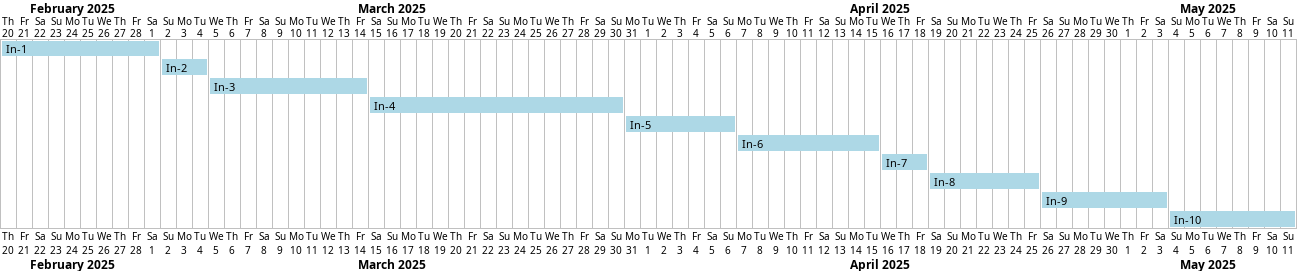 February 2025 March 2025 April 2025 May 2025
Th Fr Sa Su Mo Tu We Th Fr Sa Su Mo Tu We Th Fr Sa Su Mo Tu We Th Fr Sa Su Mo Tu We Th Fr Sa Su Mo Tu We Th Fr Sa Su Mo Tu We Th Fr Sa Su Mo Tu We Th Fr Sa Su Mo Tu We Th Fr Sa Su Mo Tu We Th Fr Sa Su Mo Tu We Th Fr Sa Su Mo Tu We Th Fr Sa Su
20 21 22 23 24 25 26 27 28 1 2 3 4 5 6 7 8 9 10 11 12 13 14 15 16 17 18 19 20 21 22 23 24 25 26 27 28 29 30 31 1 2 3 4 5 6 7 8 9 10 11 12 13 14 15 16 17 18 19 20 21 22 23 24 25 26 27 28 29 30 1 2 3 4 5 6 7 8 9 10 11
In-1
In-2
In-3
In-4
In-5
In-6
In-7
In-8
In-9
In-10
Th Fr Sa Su Mo Tu We Th Fr Sa Su Mo Tu We Th Fr Sa Su Mo Tu We Th Fr Sa Su Mo Tu We Th Fr Sa Su Mo Tu We Th Fr Sa Su Mo Tu We Th Fr Sa Su Mo Tu We Th Fr Sa Su Mo Tu We Th Fr Sa Su Mo Tu We Th Fr Sa Su Mo Tu We Th Fr Sa Su Mo Tu We Th Fr Sa Su
20 21 22 23 24 25 26 27 28 1 2 3 4 5 6 7 8 9 10 11 12 13 14 15 16 17 18 19 20 21 22 23 24 25 26 27 28 29 30 31 1 2 3 4 5 6 7 8 9 10 11 12 13 14 15 16 17 18 19 20 21 22 23 24 25 26 27 28 29 30 1 2 3 4 5 6 7 8 9 10 11
February 2025 March 2025 April 2025 May 2025